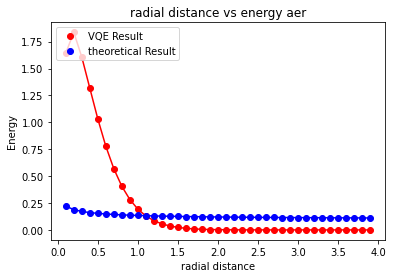 radial distance vs energy aer
VQE Result
theoretical Result
Energy
1.75
1.50
1.25
1.00
0.75
0.50
0.25
0.00
0.0 0.5 1.0 1.5 2.0 2.5 3.0 3.5 4.0
radial distance